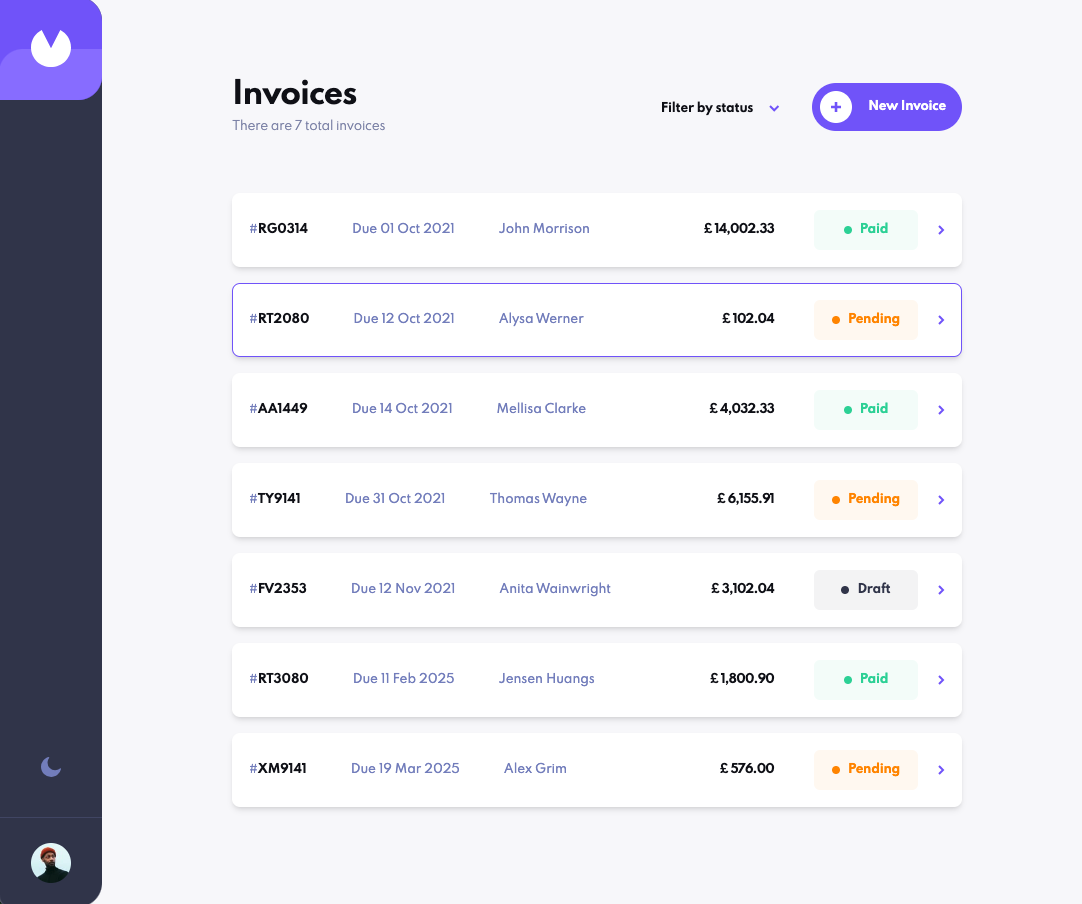 Invoices
There are 7 total invoices
Filter by status
New Invoice
#RG0314 Due 01 Oct 2021 John Morrison £ 14,002.33 Paid
#RT2080 Due 12 Oct 2021 Alysa Werner £ 102.04 Pending
#AA1449 Due 14 Oct 2021 Mellisa Clarke £ 4,032.33 Paid
#TY9141 Due 31 Oct 2021 Thomas Wayne £ 6,155.91 Pending
#FV2353 Due 12 Nov 2021 Anita Wainwright £ 3,102.04 Draft
#RT3080 Due 11 Feb 2025 Jensen Huangs £ 1,800.90 Paid
#XM9141 Due 19 Mar 2025 Alex Grim £ 576.00 Pending